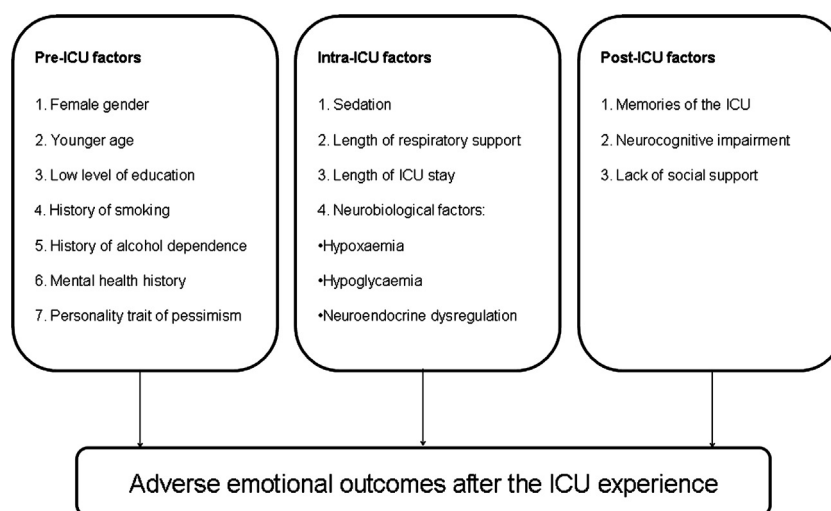 Pre-ICU factors
1. Female gender
2. Younger age
3. Low level of education
4. History of smoking
5. History of alcohol dependence
6. Mental health history
7. Personality trait of pessimism
Intra-ICU factors
1. Sedation
2. Length of respiratory support
3. Length of ICU stay
4. Neurobiological factors:
•Hypoxaemia
•Hypoglycaemia
•Neuroendocrine dysregulation
Post-ICU factors
1. Memories of the ICU
2. Neurocognitive impairment
3. Lack of social support
Adverse emotional outcomes after the ICU experience